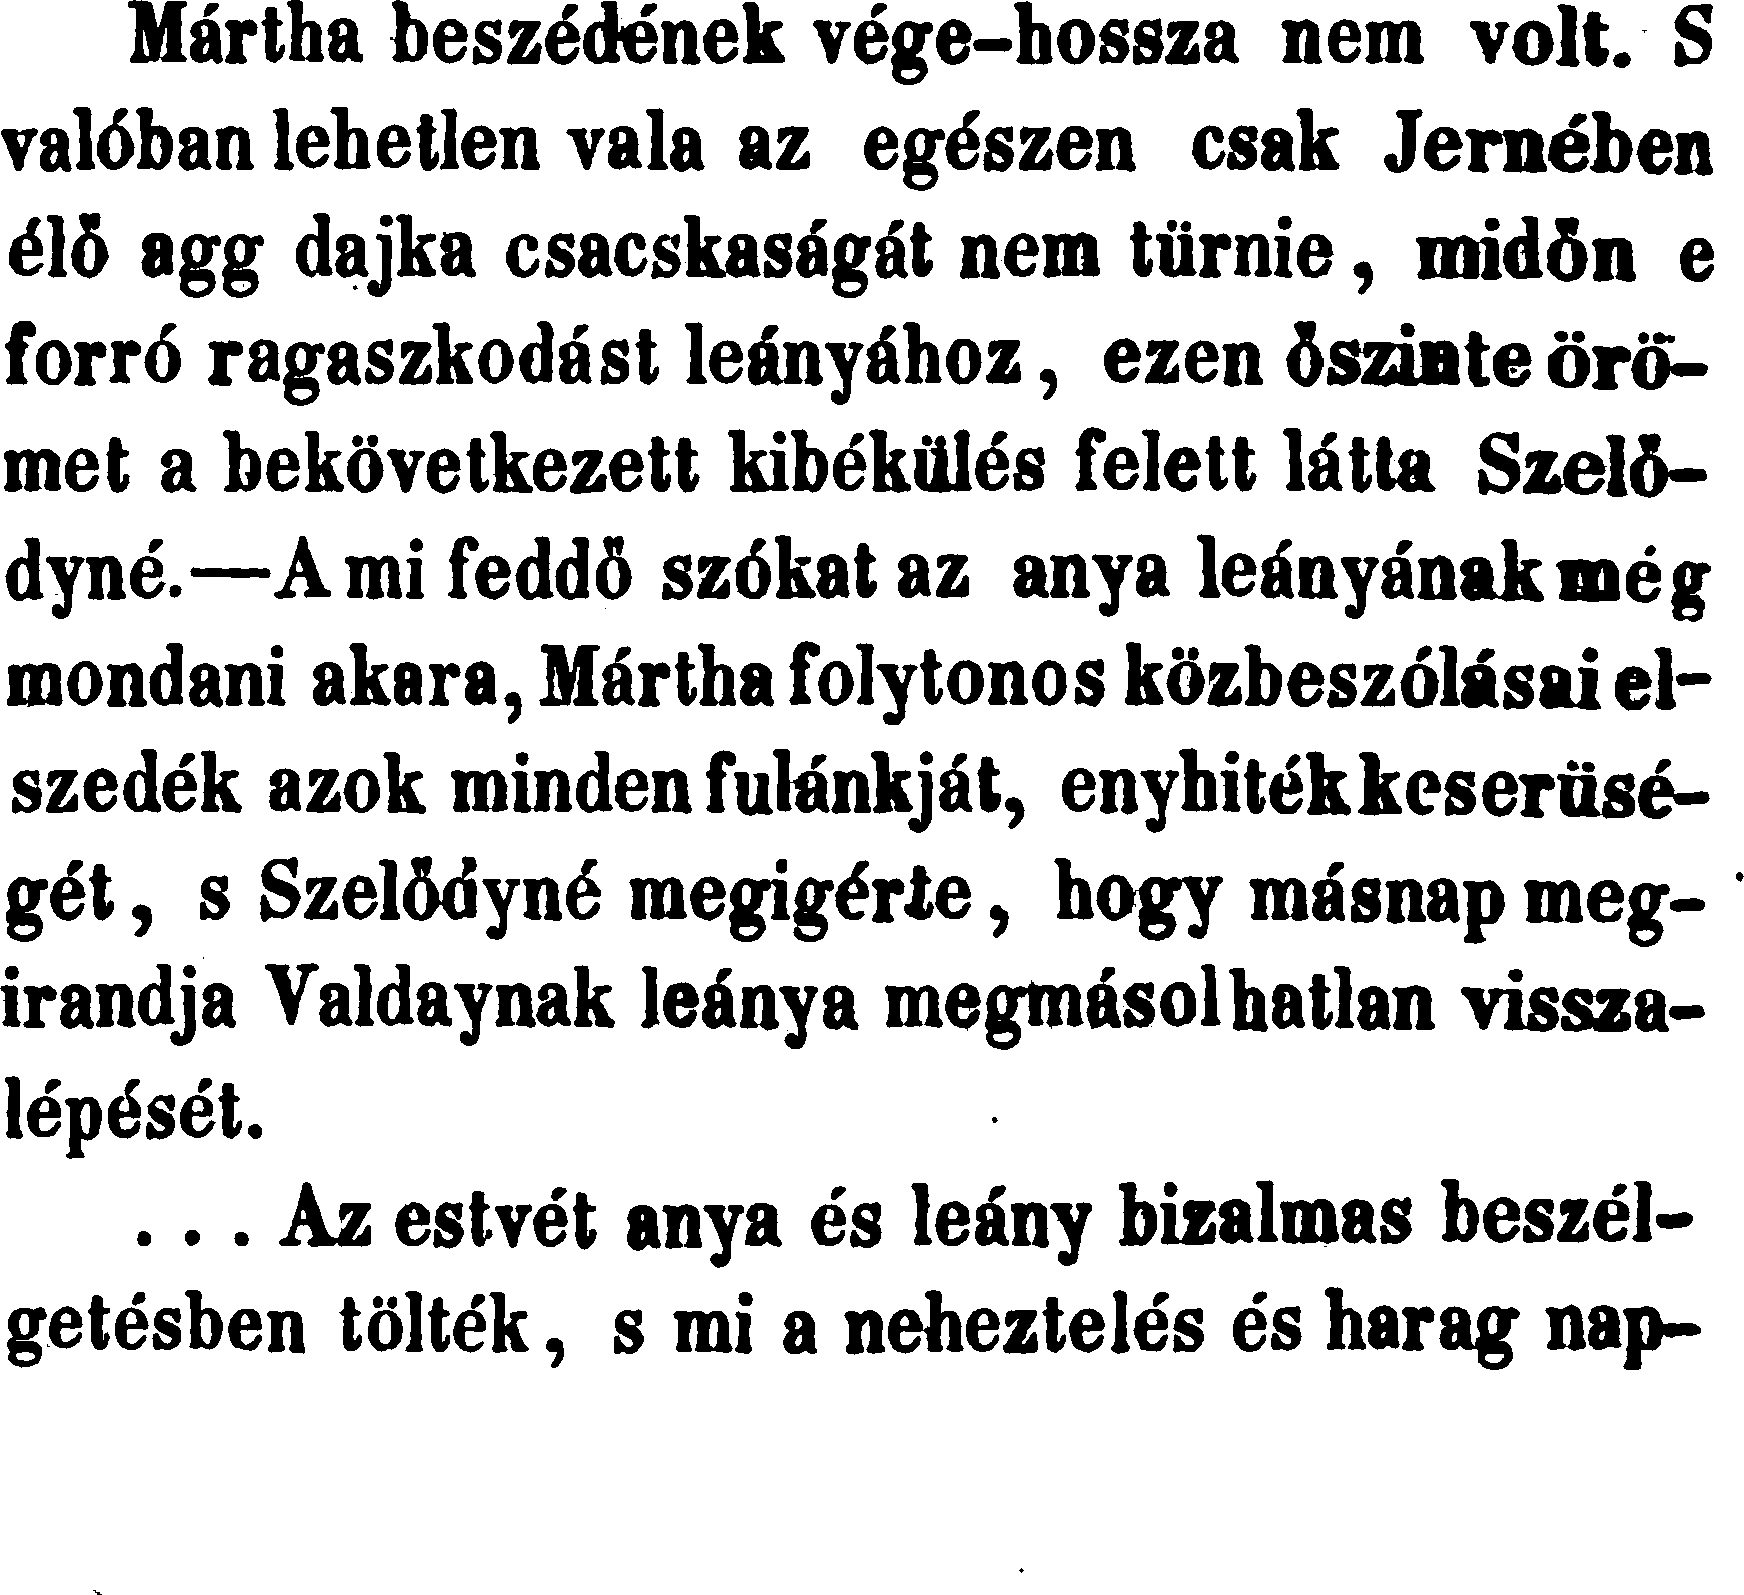 Mártha beszédének vége-hossza nem volt. S
valóban lehetlen vala az egészen csak Jernében
élő agg dajka csacskaságát nem türnie, midőn e
forró ragaszkodást leányához, ezen őszinte örö-
met a bekövetkezett kibékülés felett látta Szelő-
dyné.—A mi feddő szókat az anya leányának még
mondani akara, Mártha folytonos közbeszólásai el-
szedék azok minden fulánkját, enyhiték keserüsé-
gét, s Szelődyné megigérte, hogy másnap meg-
irandja Valdaynak leánya megmásolhatlan vissza-
lépését.
... Az estvét anya és leány bizalmas beszél-
getésben tölték, s mi a neheztelés és harag nap-